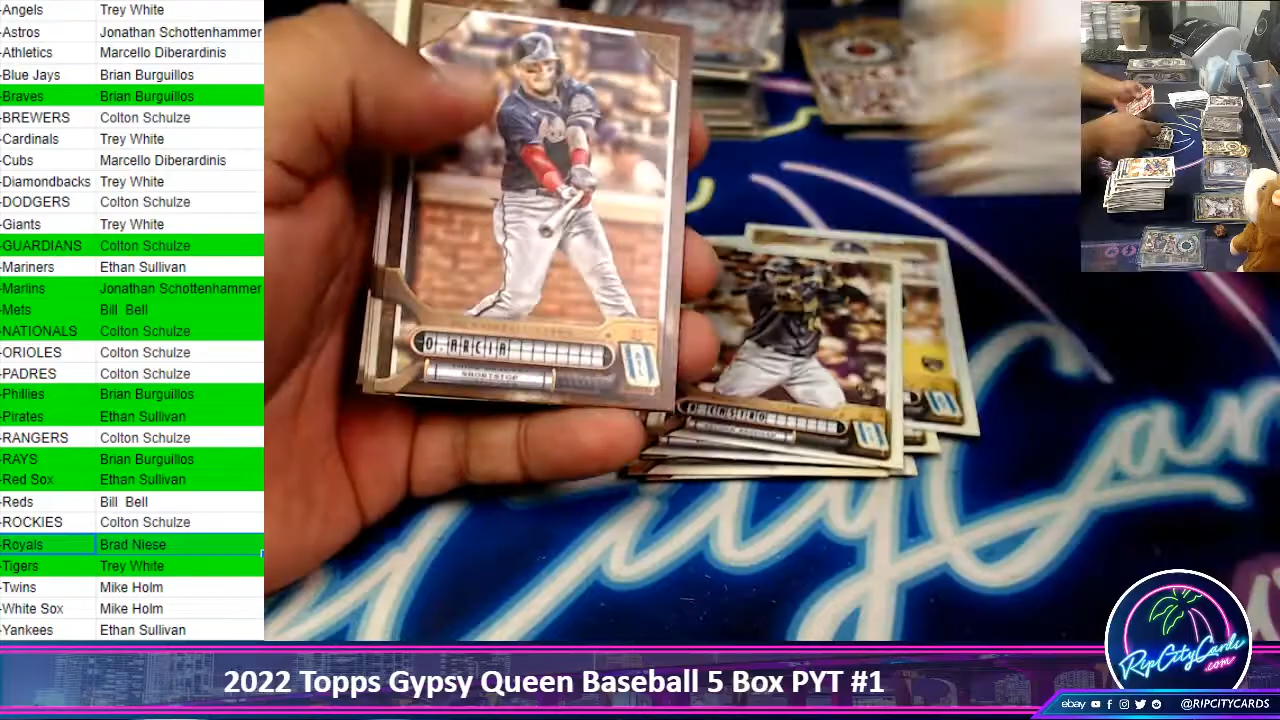 -Angels Trey White
-Astros Jonathan Schottenhammer
-Athletics Marcello Diberardinis
-Blue Jays Brian Burguillos
-Braves Brian Burguillos
-BREWERS Colton Schulze
-Cardinals Trey White
-Cubs Marcello Diberardinis
-Diamondbacks Trey White
-DODGERS Colton Schulze
-Giants Trey White
-GUARDIANS Colton Schulze
-Mariners Ethan Sullivan
-Marlins Jonathan Schottenhammer
-Mets Bill Bell
-NATIONALS Colton Schulze
-ORIOLES Colton Schulze
-PADRES Colton Schulze
-Phillies Brian Burguillos
-Pirates Ethan Sullivan
-RANGERS Colton Schulze
-RAYS Brian Burguillos
-Red Sox Ethan Sullivan
-Reds Bill Bell
-ROCKIES Colton Schulze
-Royals Brad Niese
-Tigers Trey White
-Twins Mike Holm
-White Sox Mike Holm
-Yankees Ethan Sullivan
O. ARCIA
SHORTSTOP
RipCityCards
.com
2022 Topps Gypsy Queen Baseball 5 Box PYT #1
ebay @RIPCITYCARDS